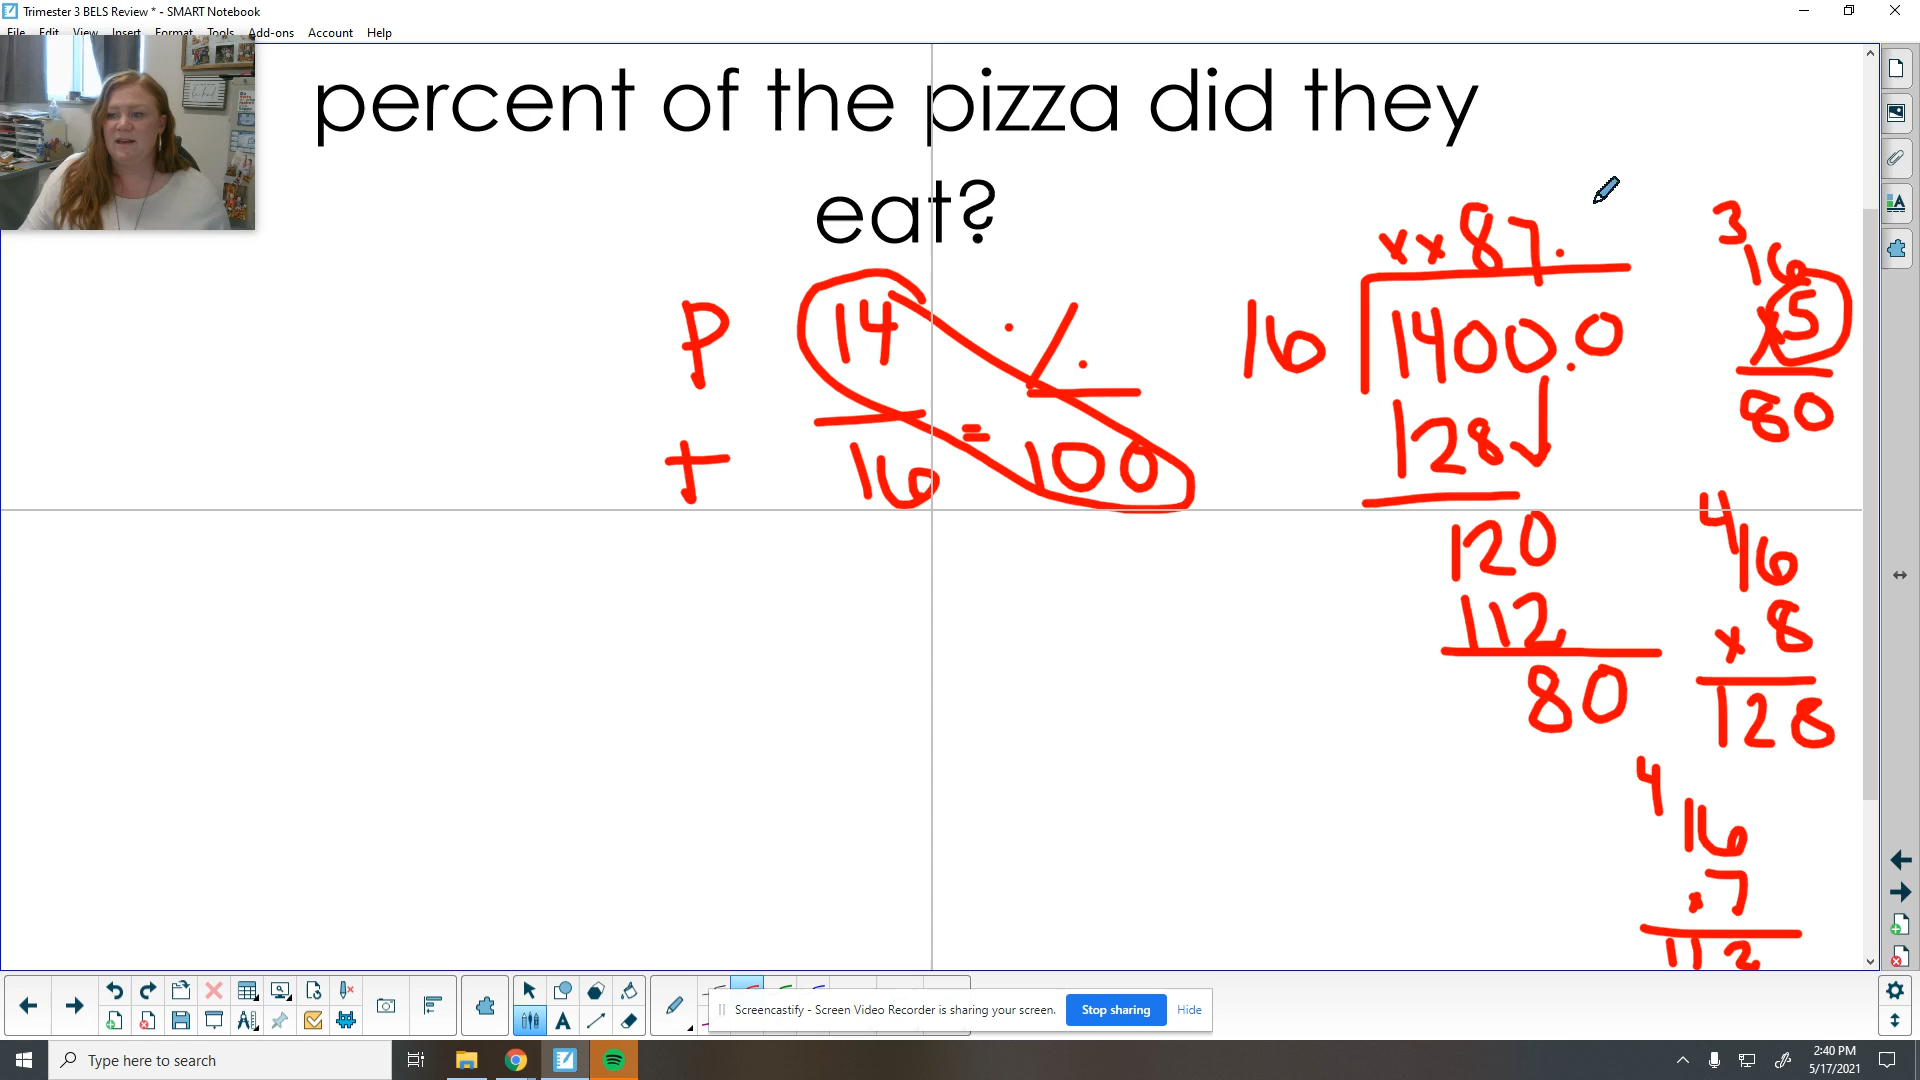 Trimester 3 BELS Review * - SMART Notebook
File Edit View Insert Format Tools Add-ons Account Help
percent of the pizza did they
eat?
P 14 %
t 16 = 100
x x 8 7 .
16 1400.0
128
120
112
80
3
16
x5
80
4
16
x 8
128
4
16
x 7
112
Screencastify - Screen Video Recorder is sharing your screen. Stop sharing Hide
Type here to search
2:40 PM
5/17/2021